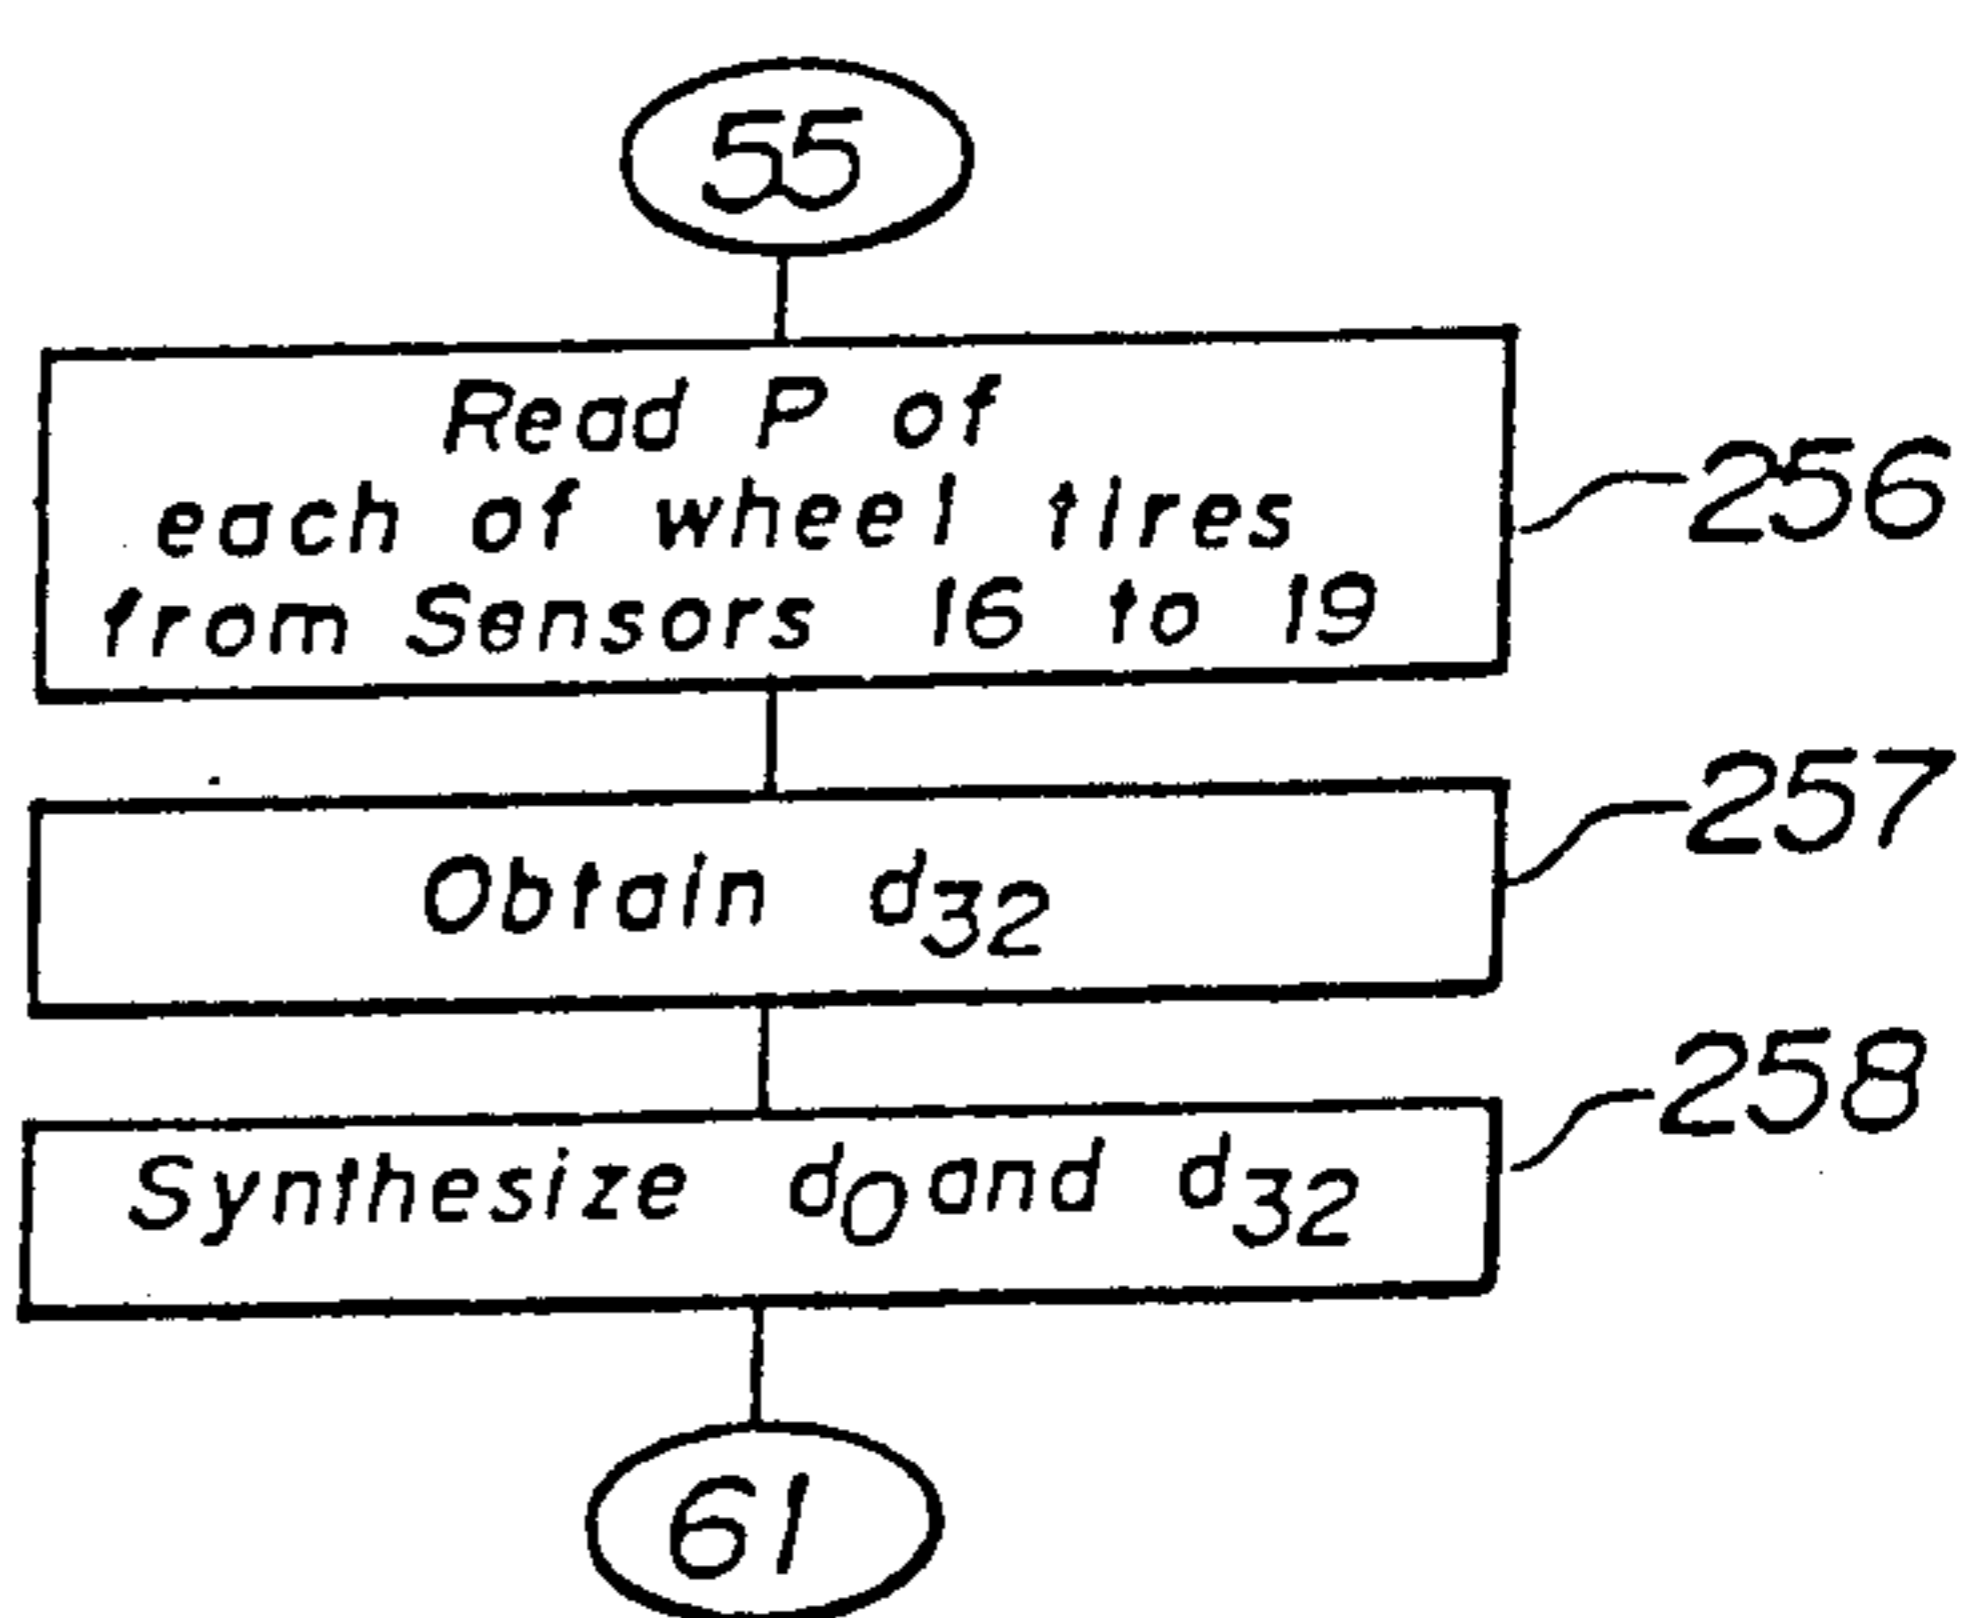 55
Read P of
each of wheel tires
from Sensors 16 to 19
256
257
Obtain d32
258
Synthesize d0 and d32
61